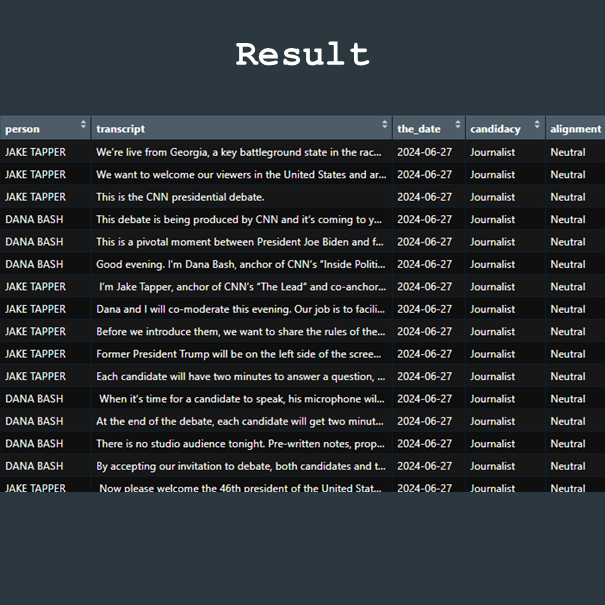 Result
person transcript the_date candidacy alignment
JAKE TAPPER We’re live from Georgia, a key battleground state in the rac... 2024-06-27 Journalist Neutral
JAKE TAPPER We want to welcome our viewers in the United States and ar... 2024-06-27 Journalist Neutral
JAKE TAPPER This is the CNN presidential debate. 2024-06-27 Journalist Neutral
DANA BASH This debate is being produced by CNN and it’s coming to y... 2024-06-27 Journalist Neutral
DANA BASH This is a pivotal moment between President Joe Biden and f... 2024-06-27 Journalist Neutral
DANA BASH Good evening. I’m Dana Bash, anchor of CNN’s “Inside Politi... 2024-06-27 Journalist Neutral
JAKE TAPPER I’m Jake Tapper, anchor of CNN’s “The Lead” and co-anchor... 2024-06-27 Journalist Neutral
JAKE TAPPER Dana and I will co-moderate this evening. Our job is to facili... 2024-06-27 Journalist Neutral
JAKE TAPPER Before we introduce them, we want to share the rules of the... 2024-06-27 Journalist Neutral
JAKE TAPPER Former President Trump will be on the left side of the scree... 2024-06-27 Journalist Neutral
JAKE TAPPER Each candidate will have two minutes to answer a question, ... 2024-06-27 Journalist Neutral
DANA BASH When it’s time for a candidate to speak, his microphone wil... 2024-06-27 Journalist Neutral
DANA BASH At the end of the debate, each candidate will get two minut... 2024-06-27 Journalist Neutral
DANA BASH There is no studio audience tonight. Pre-written notes, prop... 2024-06-27 Journalist Neutral
DANA BASH By accepting our invitation to debate, both candidates and t... 2024-06-27 Journalist Neutral
JAKE TAPPER Now please welcome the 46th president of the United Stat... 2024-06-27 Journalist Neutral